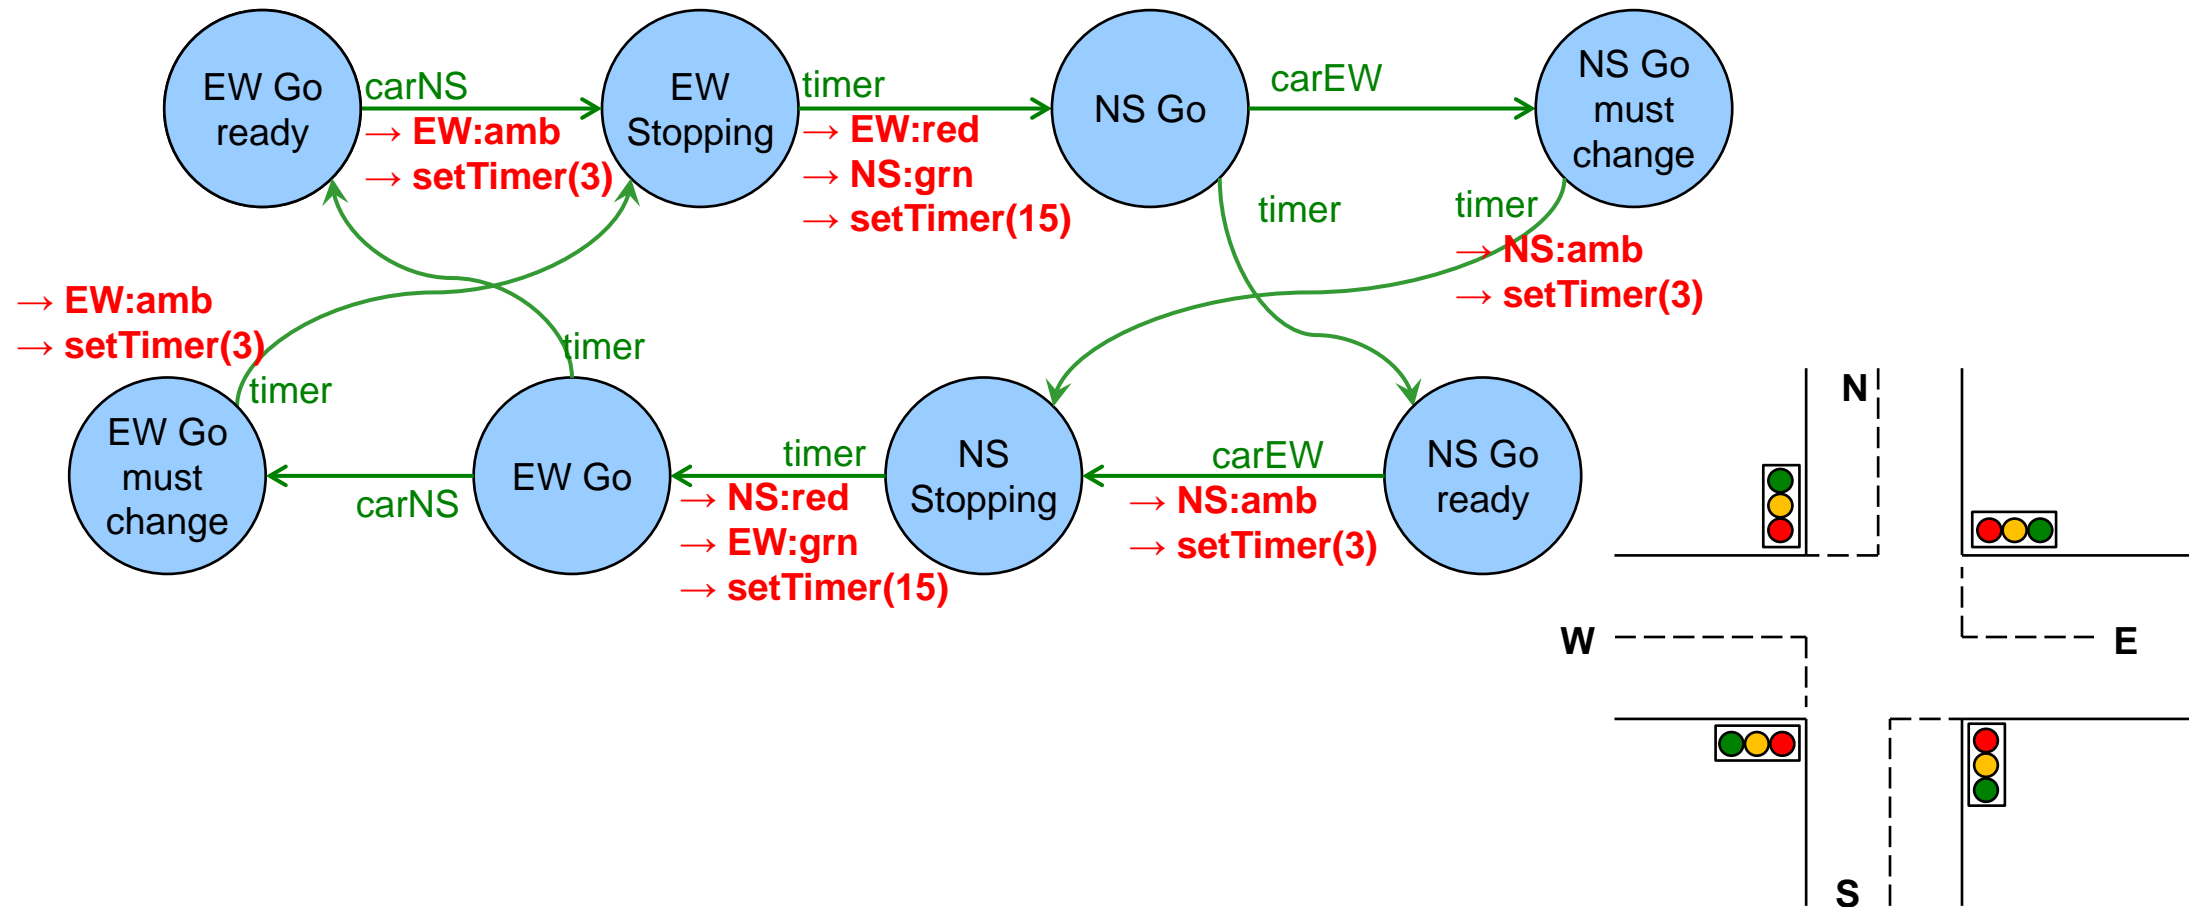 EW Go
ready
carNS
→ EW:amb
→ setTimer(3)
EW
Stopping
timer
→ EW:red
→ NS:grn
→ setTimer(15)
NS Go
carEW
NS Go
must
change
timer
timer
→ NS:amb
→ setTimer(3)
→ EW:amb
→ setTimer(3)
timer
timer
EW Go
must
change
carNS
EW Go
timer
→ NS:red
→ EW:grn
→ setTimer(15)
NS
Stopping
carEW
→ NS:amb
→ setTimer(3)
NS Go
ready
N
W
E
S